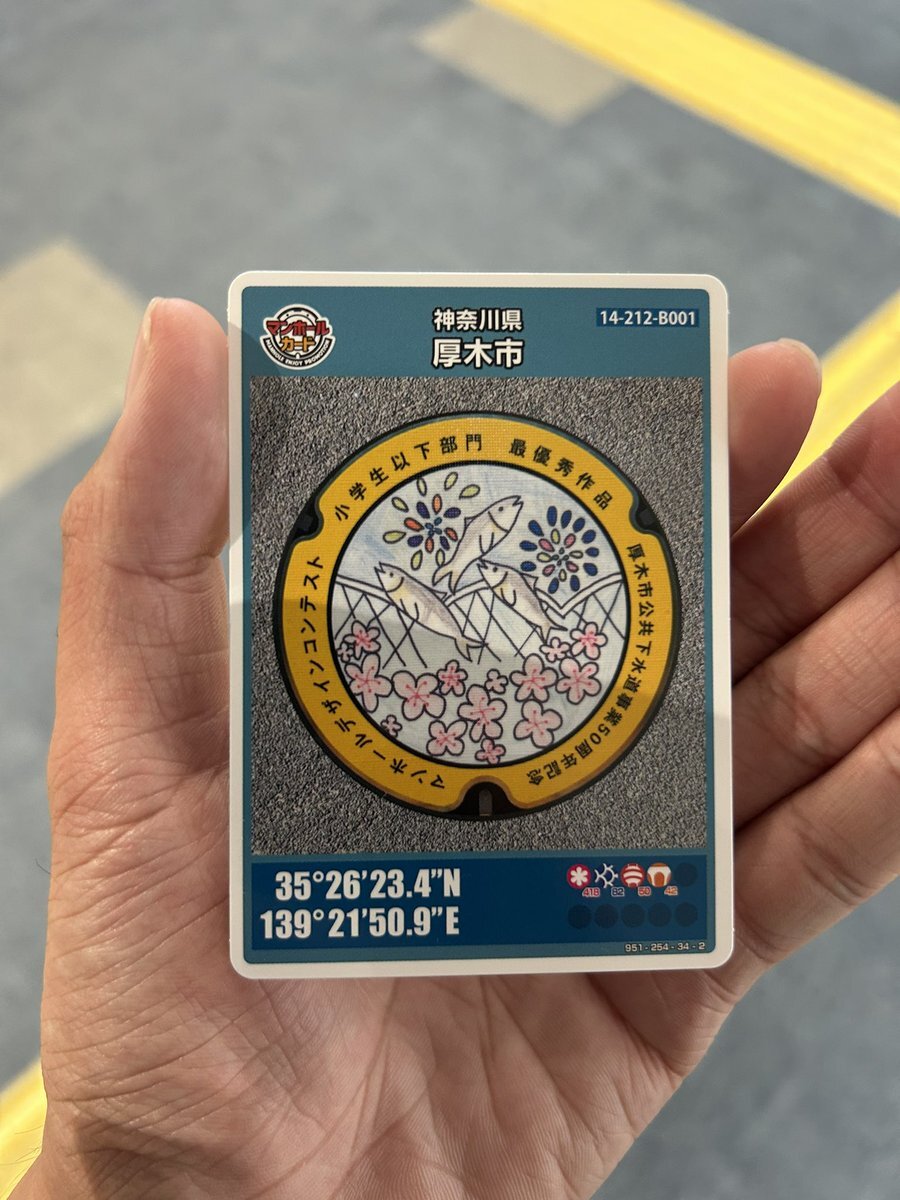 マンホール
カード
MANHOLE ENJOY PROMOTION
神奈川県
厚木市
14-212-B001
マンホールデザインコンテスト 小学生以下部門 最優秀作品
厚木市公共下水道事業50周年記念
35°26'23.4"N
139°21'50.9"E
418 82 50 42
951 - 254 - 34 - 2